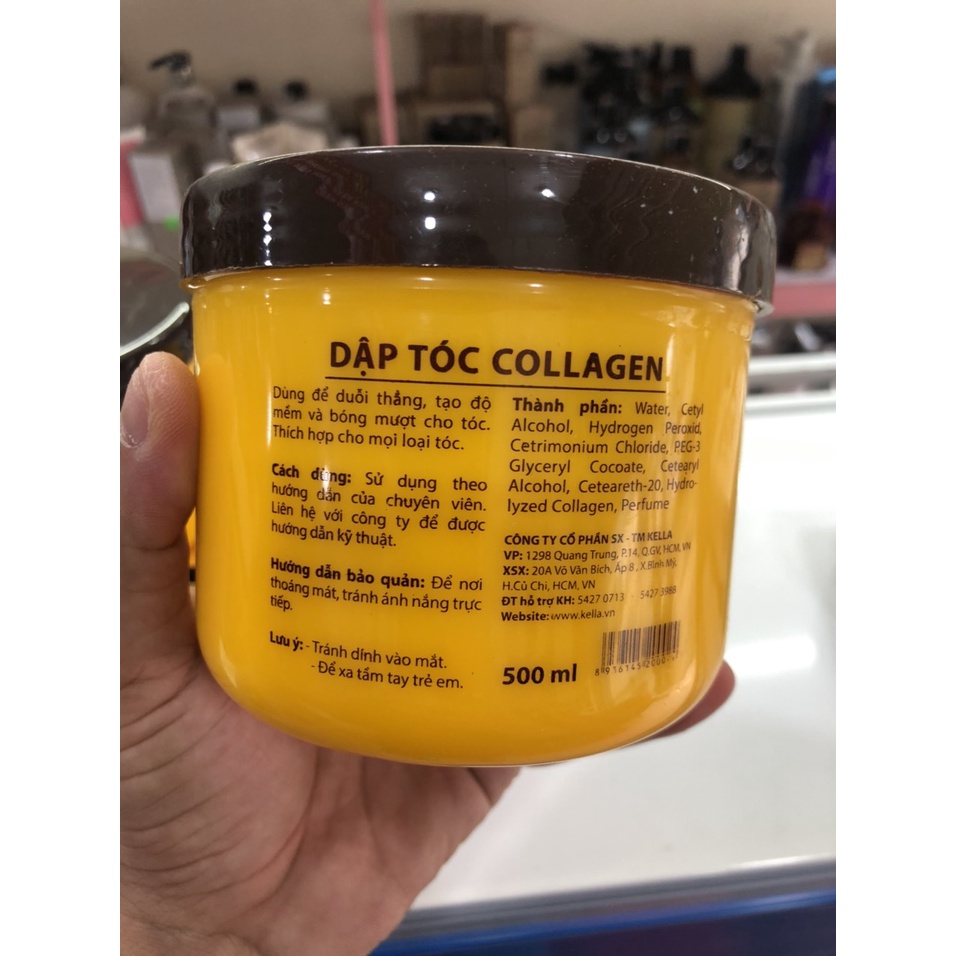 DẬP TÓC COLLAGEN
Dùng để duỗi thẳng, tạo độ
mềm và bóng mượt cho tóc.
Thích hợp cho mọi loại tóc.
Cách dùng: Sử dụng theo
hướng dẫn của chuyên viên.
Liên hệ với công ty để được
hướng dẫn kỹ thuật.
Hướng dẫn bảo quản: Để nơi
thoáng mát, tránh ánh nắng trực
tiếp.
Lưu ý: - Tránh dính vào mắt.
- Để xa tầm tay trẻ em.
Thành phần: Water, Cetyl
Alcohol, Hydrogen Peroxid,
Cetrimonium Chloride, PEG-3
Glyceryl Cocoate, Cetearyl
Alcohol, Ceteareth-20, Hydro-
lyzed Collagen, Perfume
CÔNG TY CỔ PHẦN SX - TM KELLA
VP: 1298 Quang Trung, P.14, Q.GV, HCM, VN
XSX: 20A Võ Văn Bích, Ấp 8, X.Bình Mỹ,
H.Củ Chi, HCM, VN
ĐT hỗ trợ KH: 5427 0713 - 5427 3988
Website: www.kella.vn
500 ml